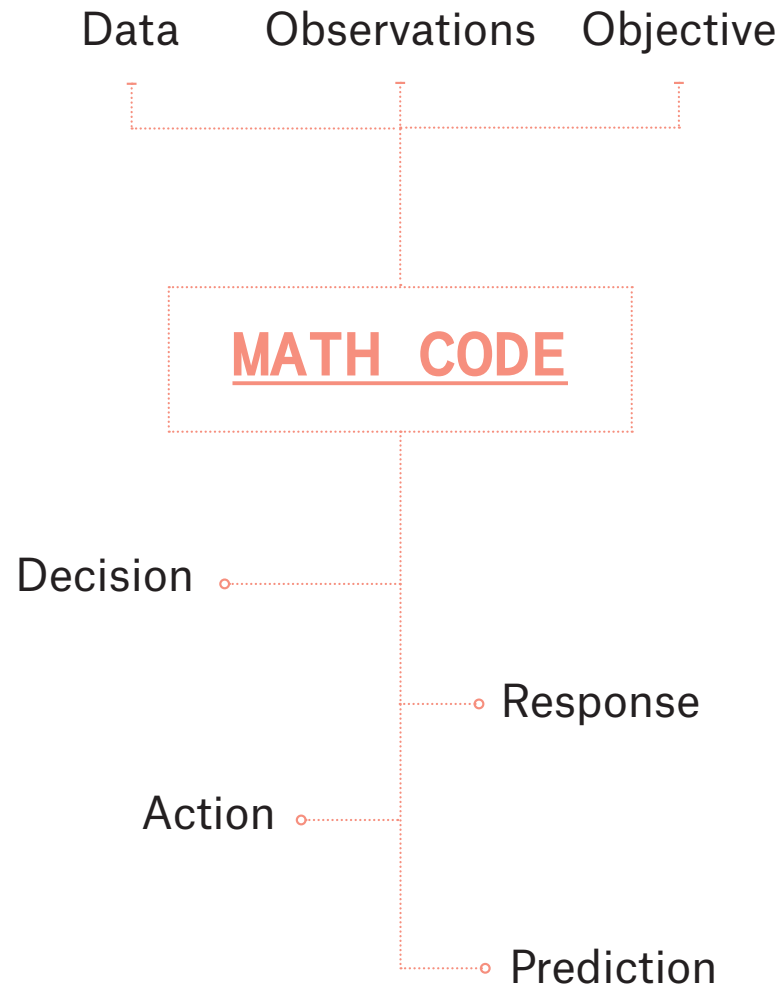 Data Observations Objective
MATH CODE
Decision
Response
Action
Prediction